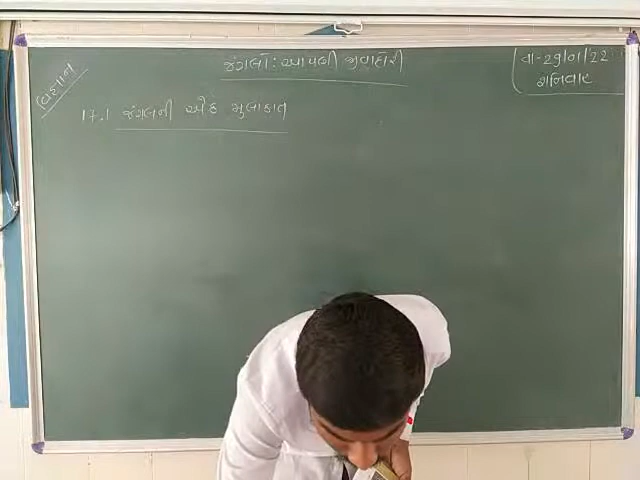 વિજ્ઞાન
જંગલો : આપણી જીવાદોરી
તા-29/01/22
શનિવાર
17.1 જંગલની એક મુલાકાત